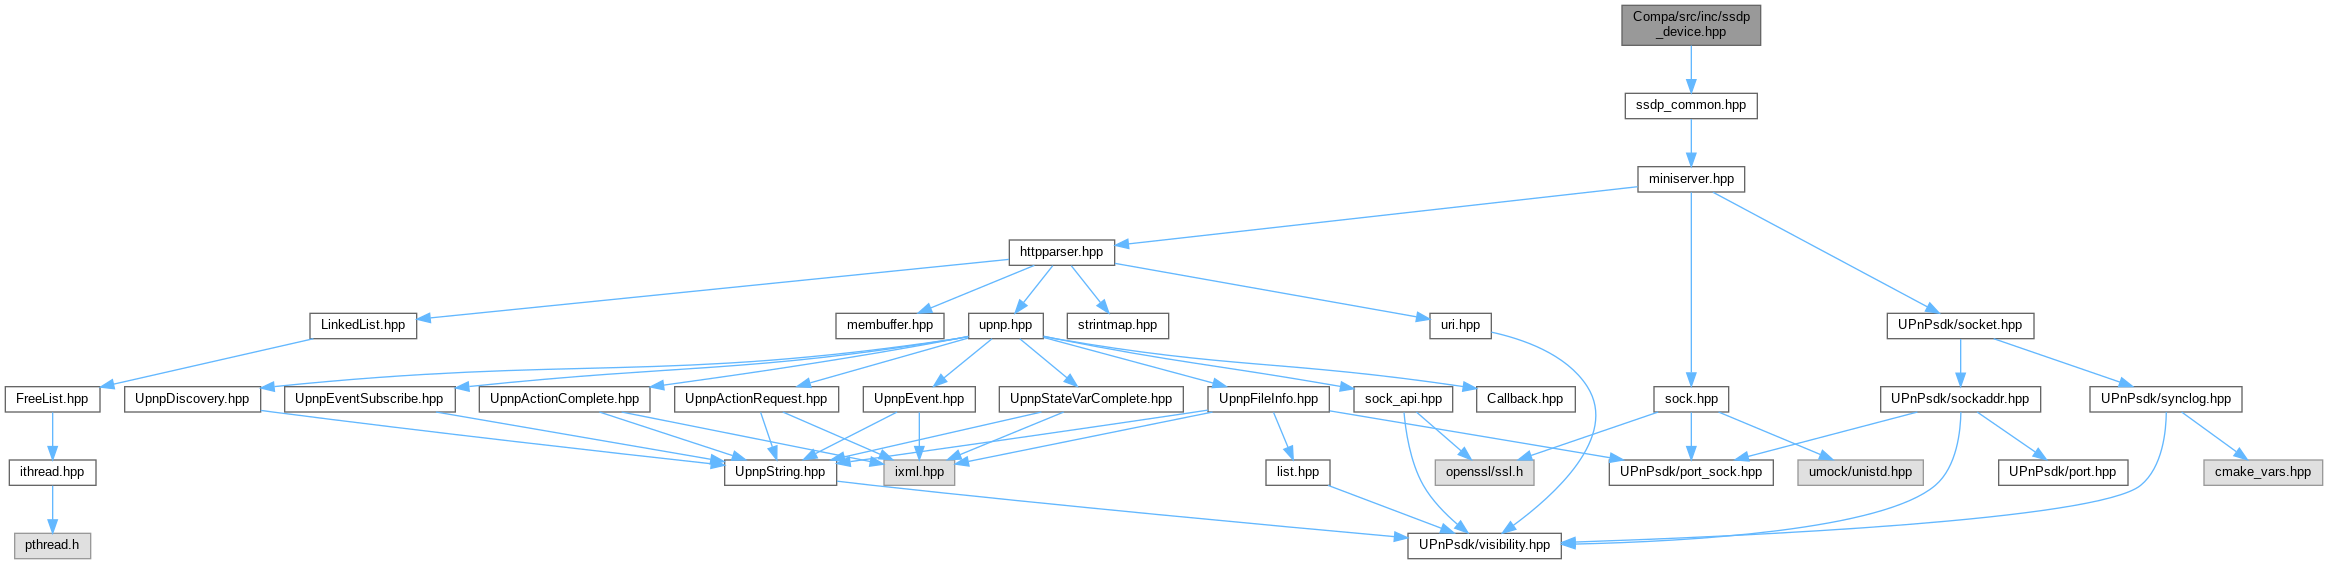 Compa/src/inc/ssdp
_device.hpp
ssdp_common.hpp
miniserver.hpp
httpparser.hpp
LinkedList.hpp
membuffer.hpp
upnp.hpp
strintmap.hpp
uri.hpp
UPnPsdk/socket.hpp
FreeList.hpp
UpnpDiscovery.hpp
UpnpEventSubscribe.hpp
UpnpActionComplete.hpp
UpnpActionRequest.hpp
UpnpEvent.hpp
UpnpStateVarComplete.hpp
UpnpFileInfo.hpp
sock_api.hpp
Callback.hpp
sock.hpp
UPnPsdk/sockaddr.hpp
UPnPsdk/synclog.hpp
ithread.hpp
UpnpString.hpp
ixml.hpp
list.hpp
openssl/ssl.h
UPnPsdk/port_sock.hpp
umock/unistd.hpp
UPnPsdk/port.hpp
cmake_vars.hpp
pthread.h
UPnPsdk/visibility.hpp